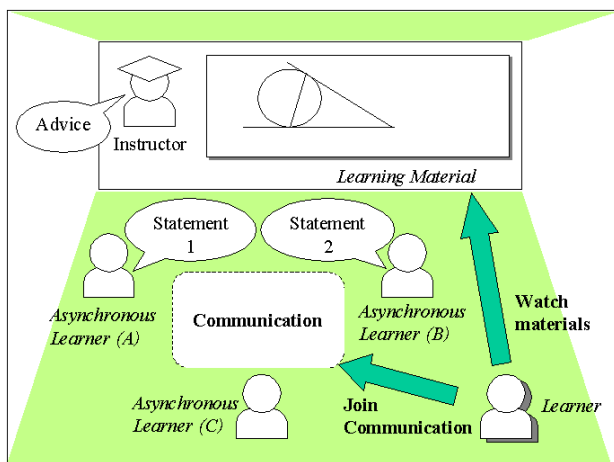 Advice
Instructor
Learning Material
Statement
1
Statement
2
Asynchronous
Learner (A)
Communication
Asynchronous
Learner (B)
Watch
materials
Asynchronous
Learner (C)
Join
Communication
Learner